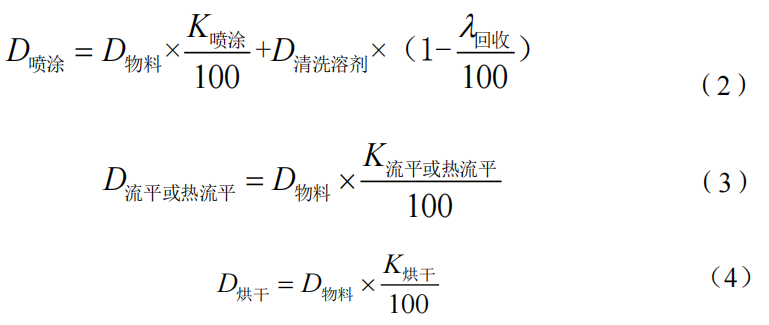 D喷涂 = D物料 × K喷涂/100 + D清洗溶剂 × （1- λ回收/100） （2）
D流平或热流平 = D物料 × K流平或热流平/100 （3）
D烘干 = D物料 × K烘干/100 （4）